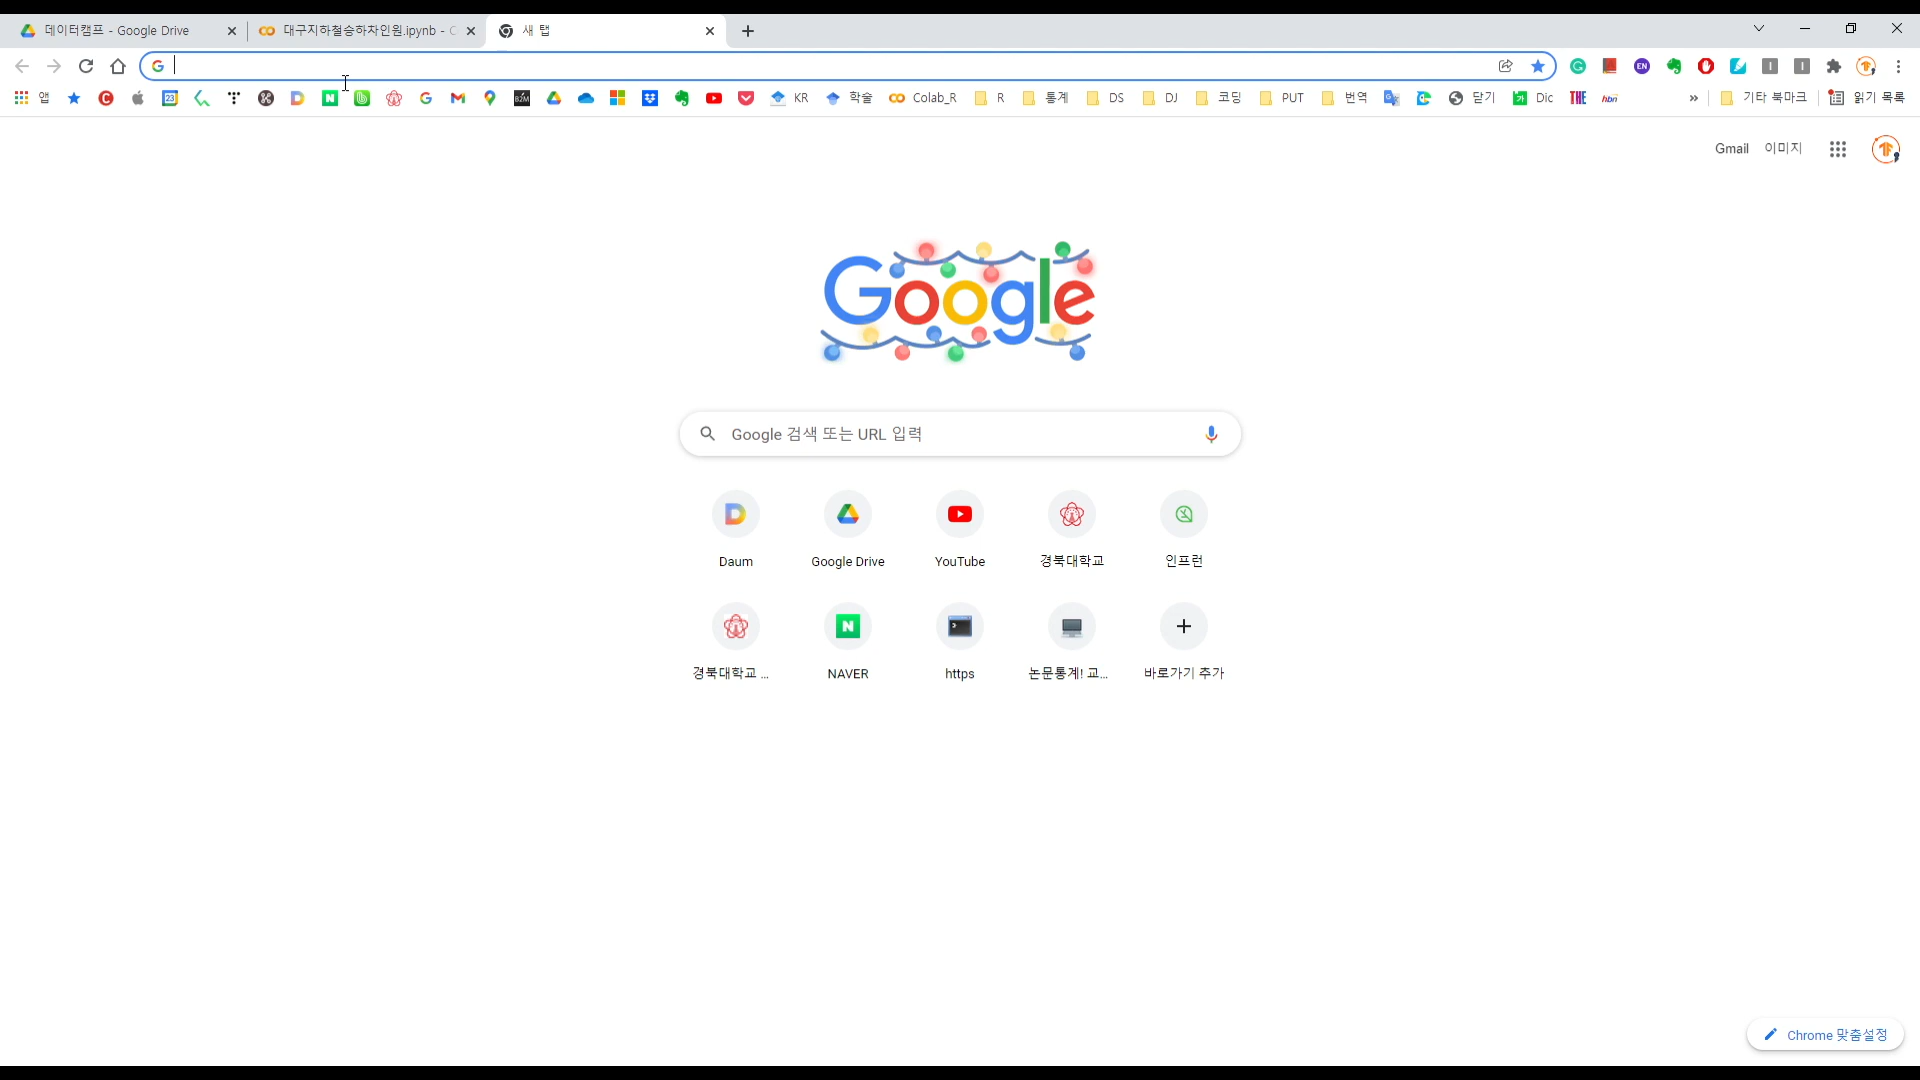 데이터캠프 - Google Drive
대구지하철승하차인원.ipynb - C
새 탭
앱
KR
학술
Colab_R
R
통계
DS
DJ
코딩
PUT
번역
닫기
Dic
THE
hbn
»
기타 북마크
읽기 목록
Gmail
이미지
Google
Google 검색 또는 URL 입력
Daum
Google Drive
YouTube
경북대학교
인프런
경북대학교 ...
NAVER
https
논문통계! 교...
바로가기 추가
Chrome 맞춤설정